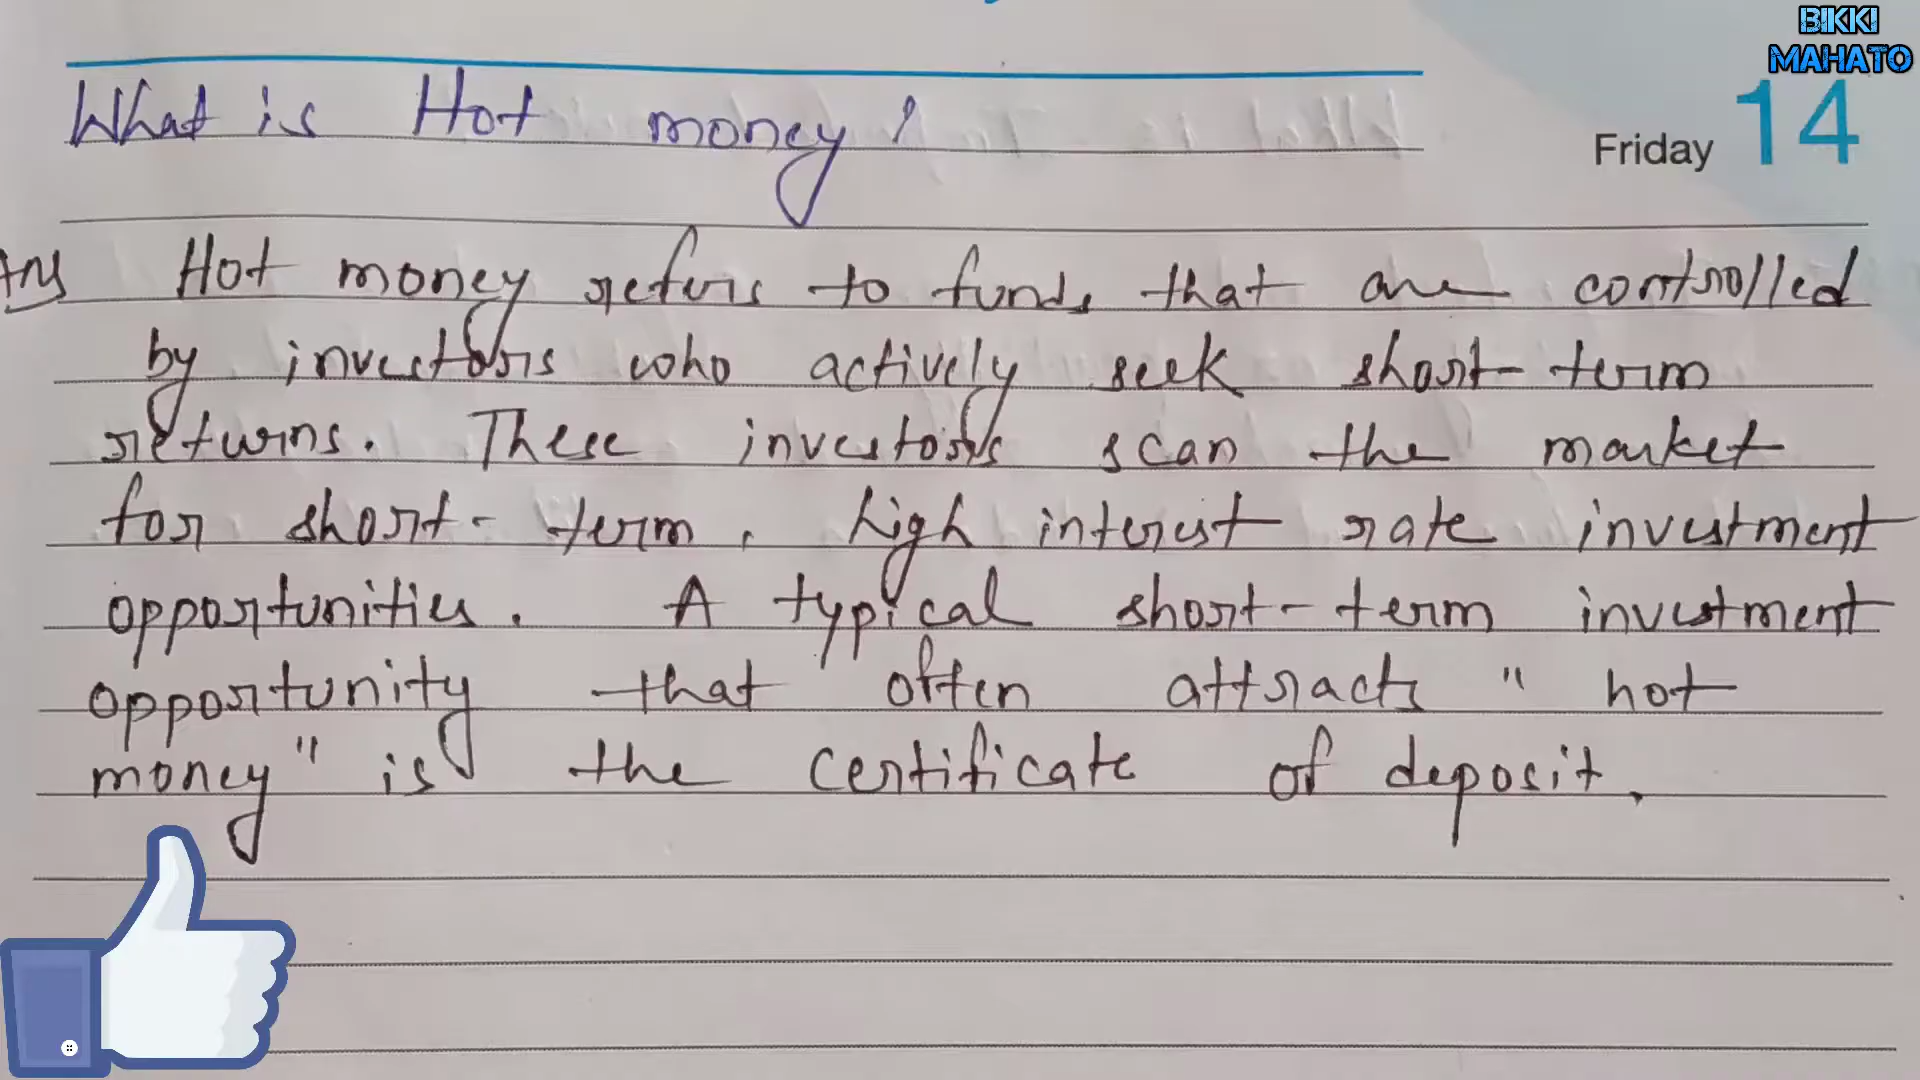 BIKKI
MAHATO
What is Hot money?
Friday 14
Ans Hot money refers to funds that are controlled
by investors who actively seek short-term
returns. These investors scan the market
for short-term, high interest rate investment
opportunities. A typical short-term investment
opportunity that often attracts "hot
money" is the certificate of deposit.